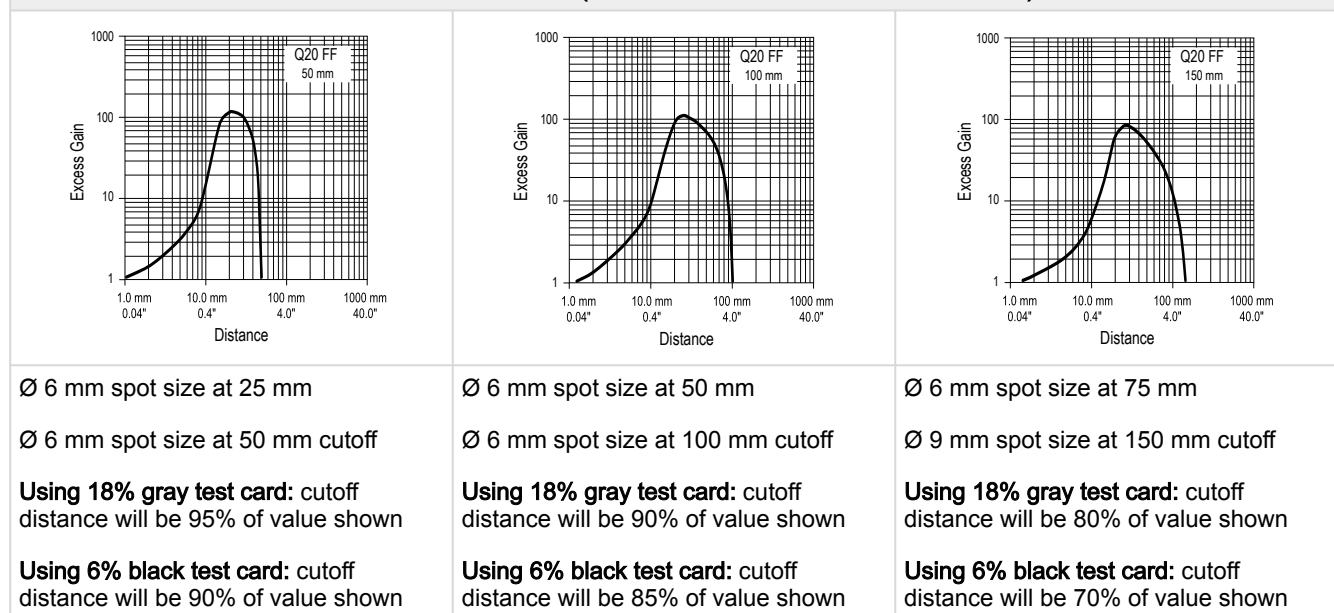 1000
100
10
1
Excess Gain
Q20 FF
50 mm
1.0 mm 10.0 mm 100 mm 1000 mm
0.04" 0.4" 4.0" 40.0"
Distance
1000
100
10
1
Excess Gain
Q20 FF
100 mm
1.0 mm 10.0 mm 100 mm 1000 mm
0.04" 0.4" 4.0" 40.0"
Distance
1000
100
10
1
Excess Gain
Q20 FF
150 mm
1.0 mm 10.0 mm 100 mm 1000 mm
0.04" 0.4" 4.0" 40.0"
Distance
Ø 6 mm spot size at 25 mm
Ø 6 mm spot size at 50 mm cutoff
Using 18% gray test card: cutoff
distance will be 95% of value shown
Using 6% black test card: cutoff
distance will be 90% of value shown
Ø 6 mm spot size at 50 mm
Ø 6 mm spot size at 100 mm cutoff
Using 18% gray test card: cutoff
distance will be 90% of value shown
Using 6% black test card: cutoff
distance will be 85% of value shown
Ø 6 mm spot size at 75 mm
Ø 9 mm spot size at 150 mm cutoff
Using 18% gray test card: cutoff
distance will be 80% of value shown
Using 6% black test card: cutoff
distance will be 70% of value shown